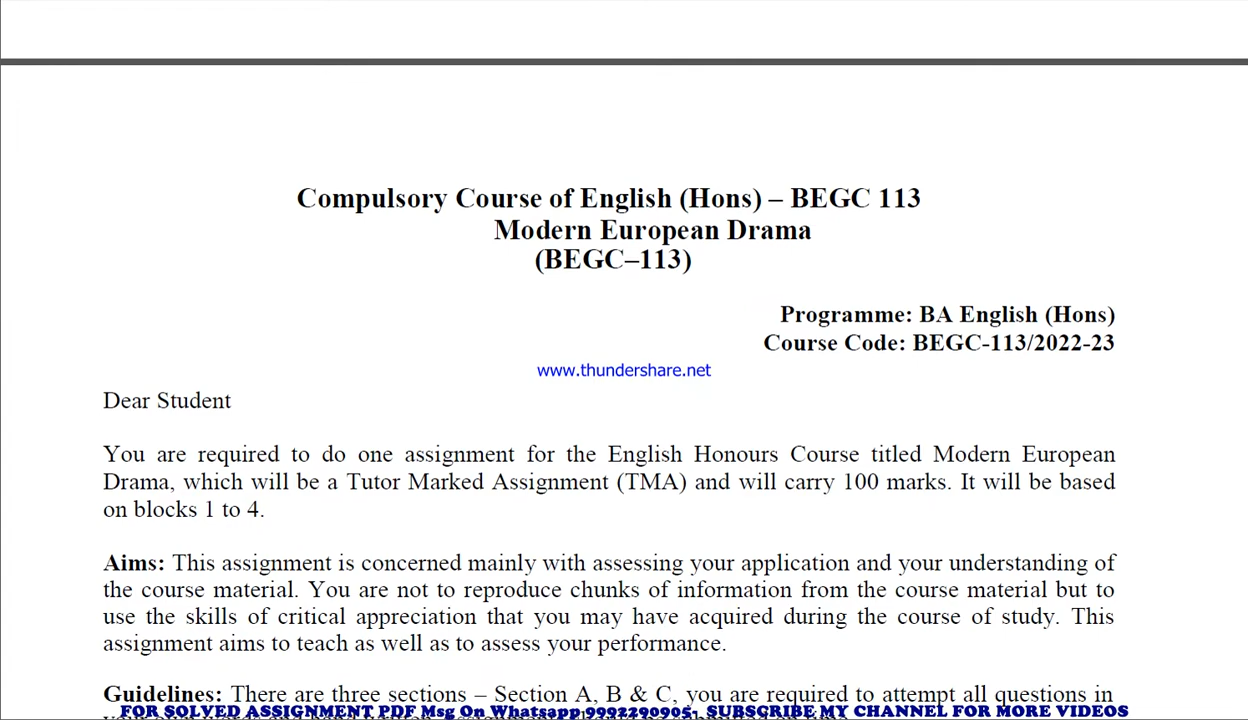 Compulsory Course of English (Hons) – BEGC 113
Modern European Drama
(BEGC–113)
Programme: BA English (Hons)
Course Code: BEGC-113/2022-23
www.thundershare.net
Dear Student
You are required to do one assignment for the English Honours Course titled Modern European
Drama, which will be a Tutor Marked Assignment (TMA) and will carry 100 marks. It will be based
on blocks 1 to 4.
Aims: This assignment is concerned mainly with assessing your application and your understanding of
the course material. You are not to reproduce chunks of information from the course material but to
use the skills of critical appreciation that you may have acquired during the course of study. This
assignment aims to teach as well as to assess your performance.
Guidelines: There are three sections – Section A, B & C, you are required to attempt all questions in
FOR SOLVED ASSIGNMENT PDF Msg On Whatsapp 9992290905- SUBSCRIBE MY CHANNEL FOR MORE VIDEOS